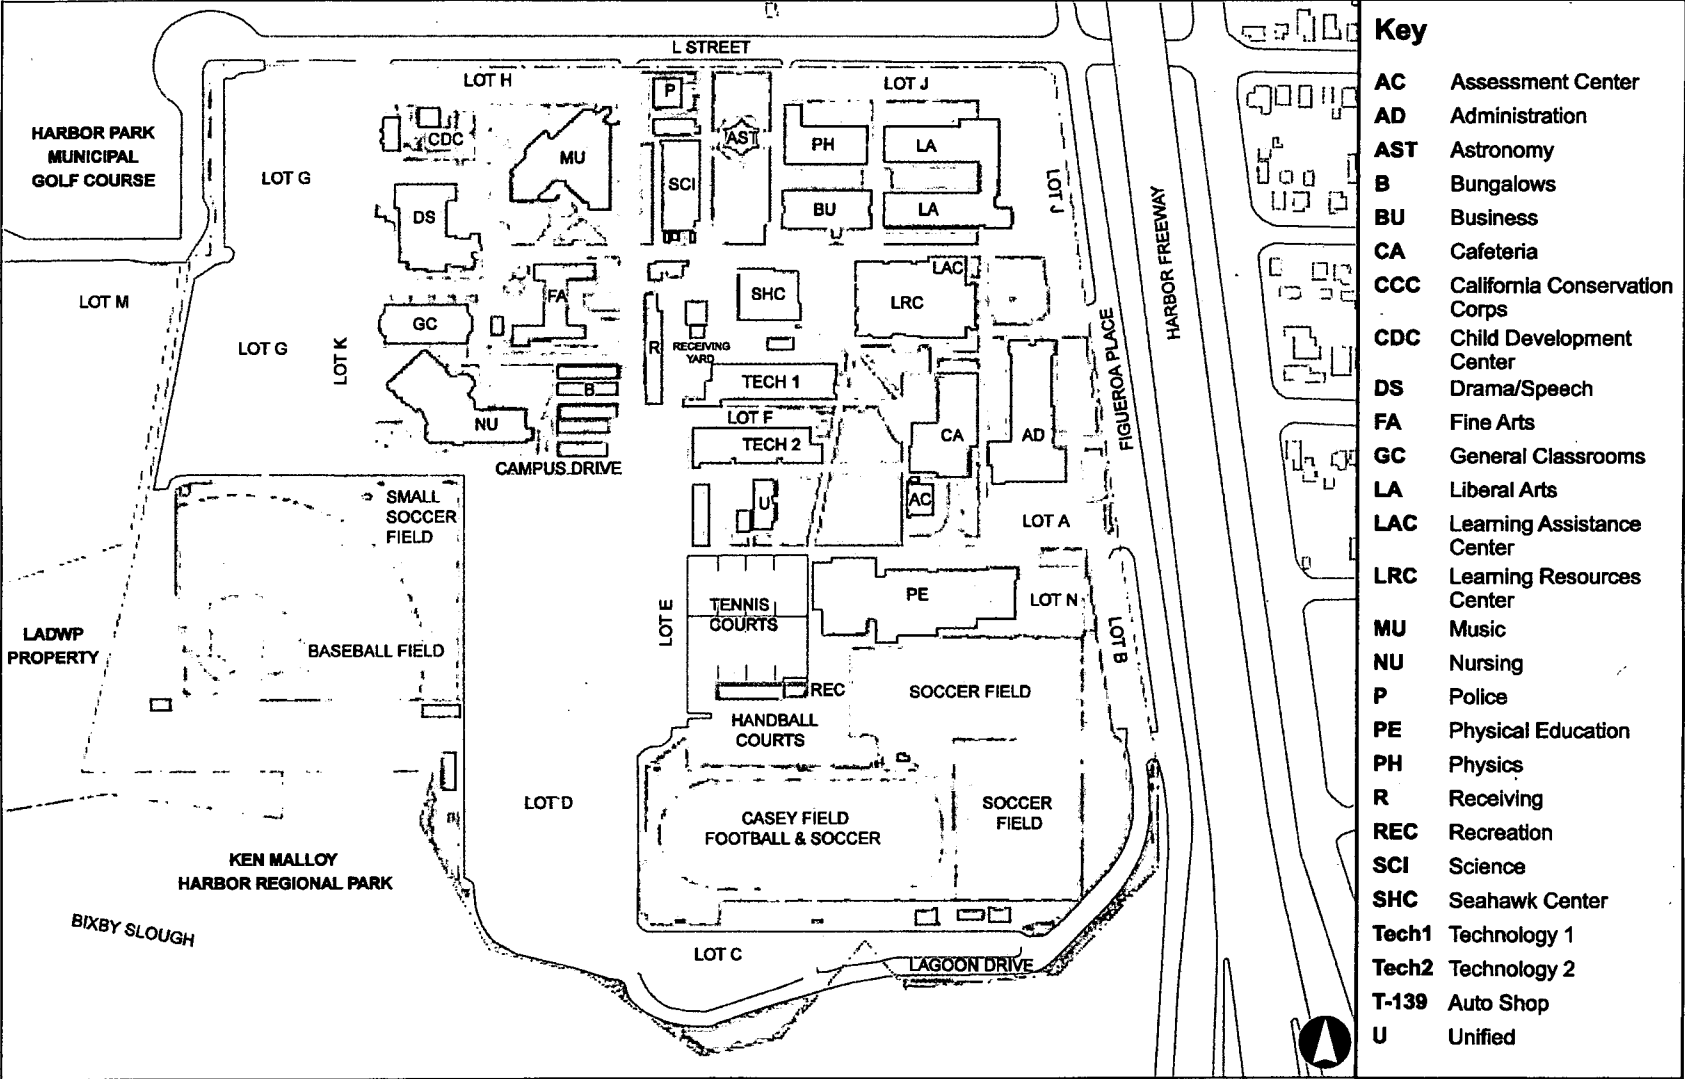 L STREET
LOT H
P
LOT J
HARBOR PARK
MUNICIPAL
GOLF COURSE
CDC
MU
AST
PH
LA
LOT G
SCI
LOT J
DS
BU
LA
HARBOR FREEWAY
LOT M
FA
SHC
LAC
LRC
GC
LOT G
LOT K
R
RECEIVING
YARD
FIGUEROA PLACE
TECH 1
B
LOT F
NU
TECH 2
CA
AD
CAMPUS DRIVE
SMALL
SOCCER
FIELD
U
AC
LOT A
LOT E
TENNIS
COURTS
PE
LOT N
LOT B
LADWP
PROPERTY
BASEBALL FIELD
REC
SOCCER FIELD
HANDBALL
COURTS
LOT D
CASEY FIELD
FOOTBALL & SOCCER
SOCCER
FIELD
KEN MALLOY
HARBOR REGIONAL PARK
BIXBY SLOUGH
LOT C
LAGOON DRIVE
Key
AC Assessment Center
AD Administration
AST Astronomy
B Bungalows
BU Business
CA Cafeteria
CCC California Conservation
Corps
CDC Child Development
Center
DS Drama/Speech
FA Fine Arts
GC General Classrooms
LA Liberal Arts
LAC Learning Assistance
Center
LRC Learning Resources
Center
MU Music
NU Nursing
P Police
PE Physical Education
PH Physics
R Receiving
REC Recreation
SCI Science
SHC Seahawk Center
Tech1 Technology 1
Tech2 Technology 2
T-139 Auto Shop
U Unified